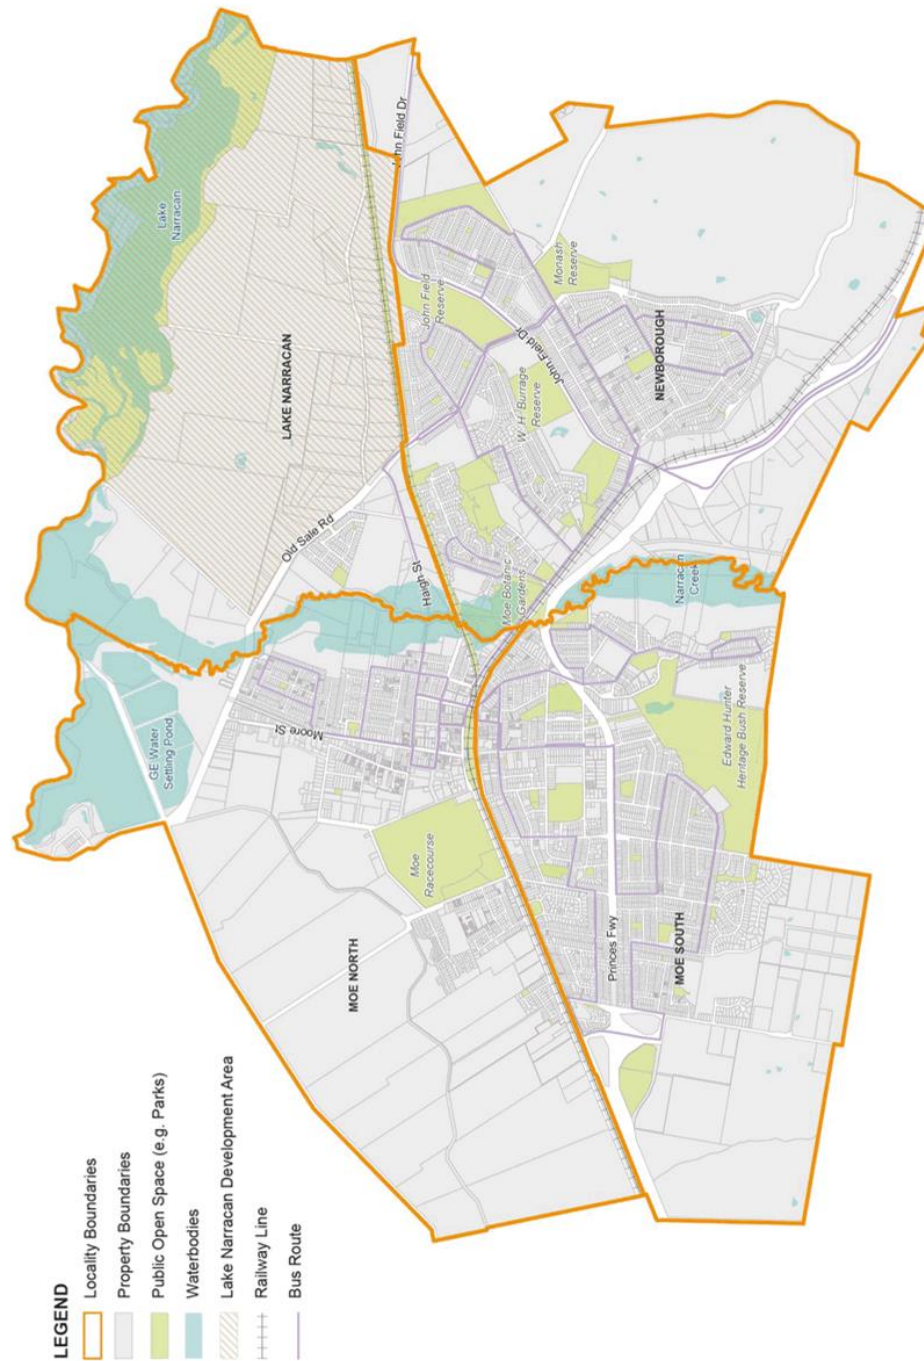 LEGEND
Locality Boundaries
Property Boundaries
Public Open Space (e.g. Parks)
Waterbodies
Lake Narracan Development Area
Railway Line
Bus Route
GE Water
Settling Pond
Lake
Narracan
LAKE NARRACAN
Old Sale Rd
Haigh St
Moore St
MOE NORTH
Moe
Racecourse
John Field Dr
John Field
Reserve
Monash
Reserve
John Field Dr
W. H. Burrage
Reserve
NEWBOROUGH
Moe Botanic
Gardens
Narracan
Creek
Edward Hunter
Heritage Bush Reserve
Princes Fwy
MOE SOUTH